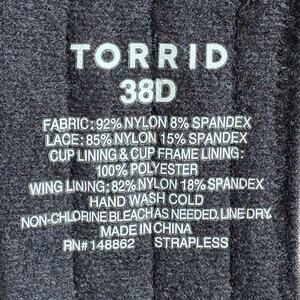 TORRID
38D
FABRIC: 92% NYLON 8% SPANDEX
LACE: 85% NYLON 15% SPANDEX
CUP LINING & CUP FRAME LINING:
100% POLYESTER
WING LINING: 82% NYLON 18% SPANDEX
HAND WASH COLD
NON-CHLORINE BLEACH AS NEEDED, LINE DRY.
MADE IN CHINA
RN# 148862 STRAPLESS